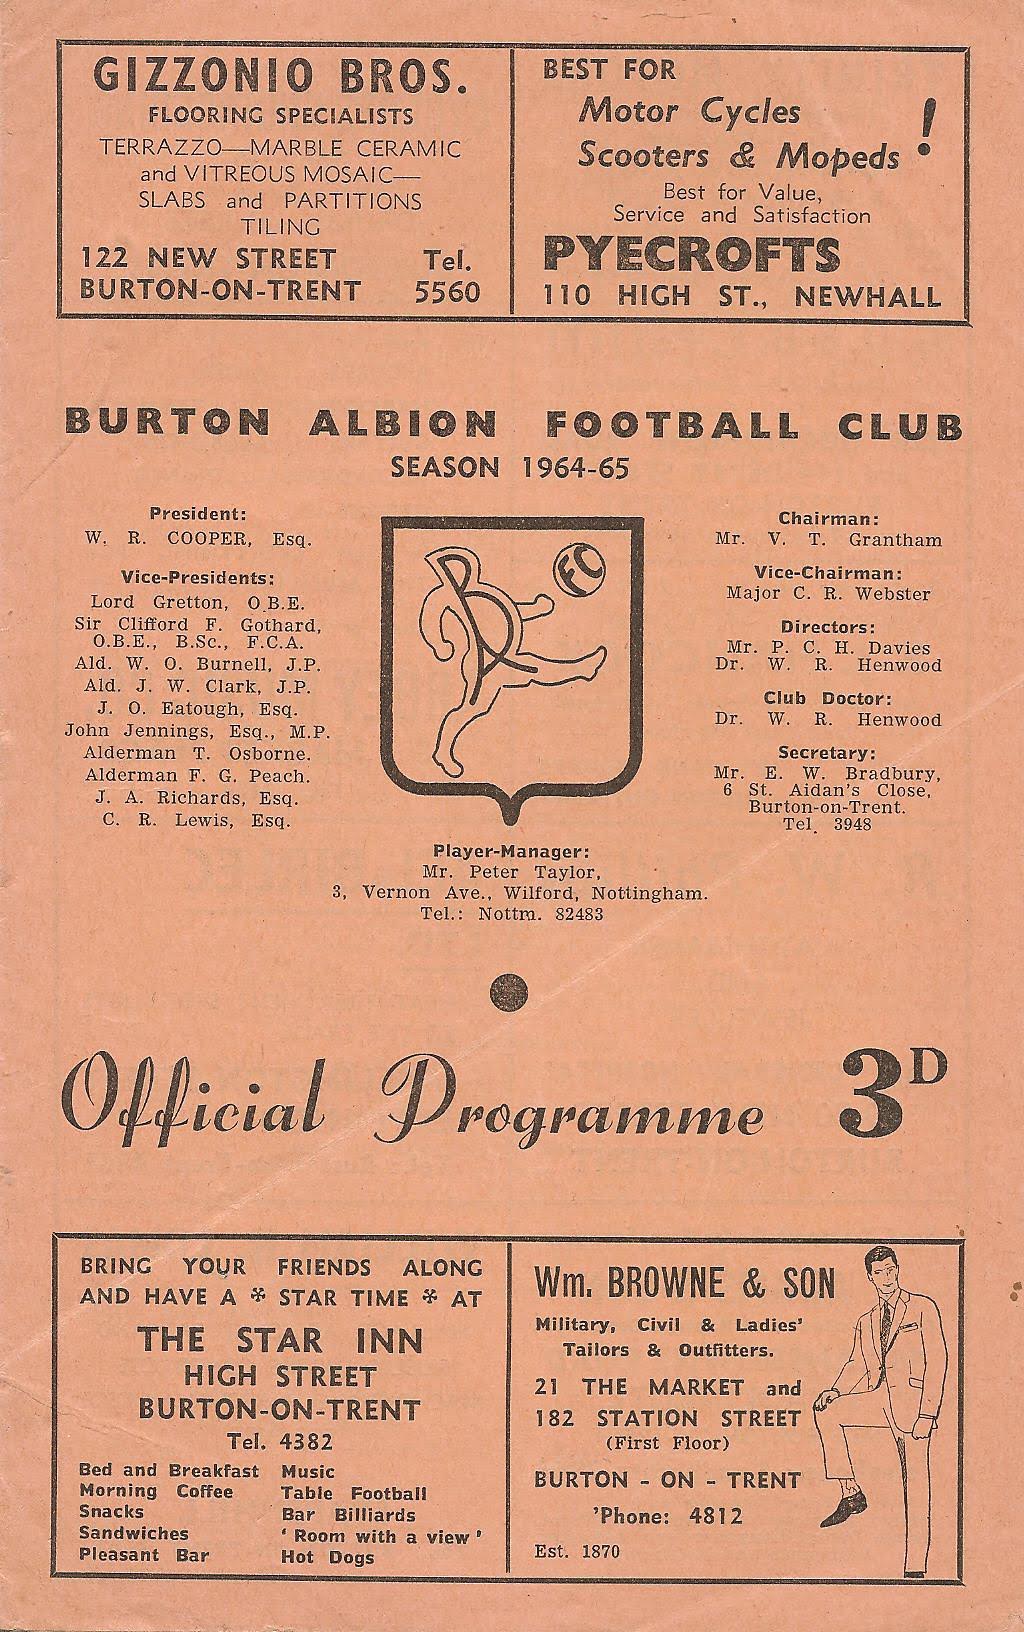 GIZZONIO BROS.
FLOORING SPECIALISTS
TERRAZZO—MARBLE CERAMIC
and VITREOUS MOSAIC—
SLABS and PARTITIONS
TILING
122 NEW STREET Tel.
BURTON-ON-TRENT 5560
BEST FOR
Motor Cycles
Scooters & Mopeds !
Best for Value,
Service and Satisfaction
PYECROFTS
110 HIGH ST., NEWHALL
BURTON ALBION FOOTBALL CLUB
SEASON 1964-65
President:
W. R. COOPER, Esq.
Vice-Presidents:
Lord Gretton, O.B.E.
Sir Clifford F. Gothard,
O.B.E., B.Sc., F.C.A.
Ald. W. O. Burnell, J.P.
Ald. J. W. Clark, J.P.
J. O. Eatough, Esq.
John Jennings, Esq., M.P.
Alderman T. Osborne.
Alderman F. G. Peach.
J. A. Richards, Esq.
C. R. Lewis, Esq.
BA
FC
Chairman:
Mr. V. T. Grantham
Vice-Chairman:
Major C. R. Webster
Directors:
Mr. P. C. H. Davies
Dr. W. R. Henwood
Club Doctor:
Dr. W. R. Henwood
Secretary:
Mr. E. W. Bradbury,
6 St. Aidan's Close,
Burton-on-Trent.
Tel. 3948
Player-Manager:
Mr. Peter Taylor,
3, Vernon Ave., Wilford, Nottingham.
Tel.: Nottm. 82483
Official Programme 3D
BRING YOUR FRIENDS ALONG
AND HAVE A * STAR TIME * AT
THE STAR INN
HIGH STREET
BURTON-ON-TRENT
Tel. 4382
Bed and Breakfast Music
Morning Coffee Table Football
Snacks Bar Billiards
Sandwiches ' Room with a view '
Pleasant Bar Hot Dogs
Wm. BROWNE & SON
Military, Civil & Ladies'
Tailors & Outfitters.
21 THE MARKET and
182 STATION STREET
(First Floor)
BURTON - ON - TRENT
'Phone: 4812
Est. 1870